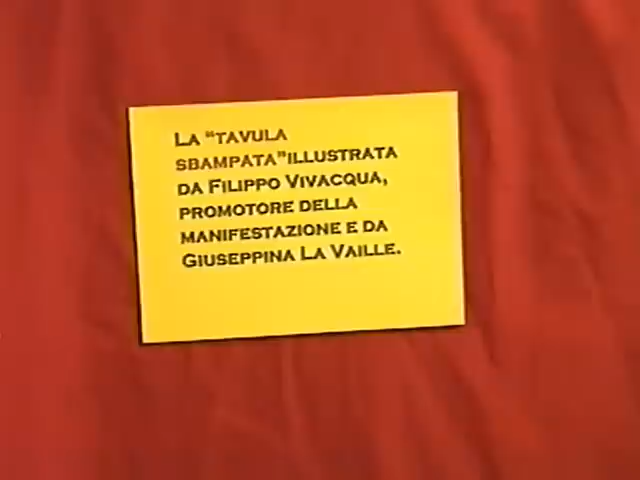 La "tavula
sbampata"illustrata
da Filippo Vivacqua,
promotore della
manifestazione e da
Giuseppina La Vaille.